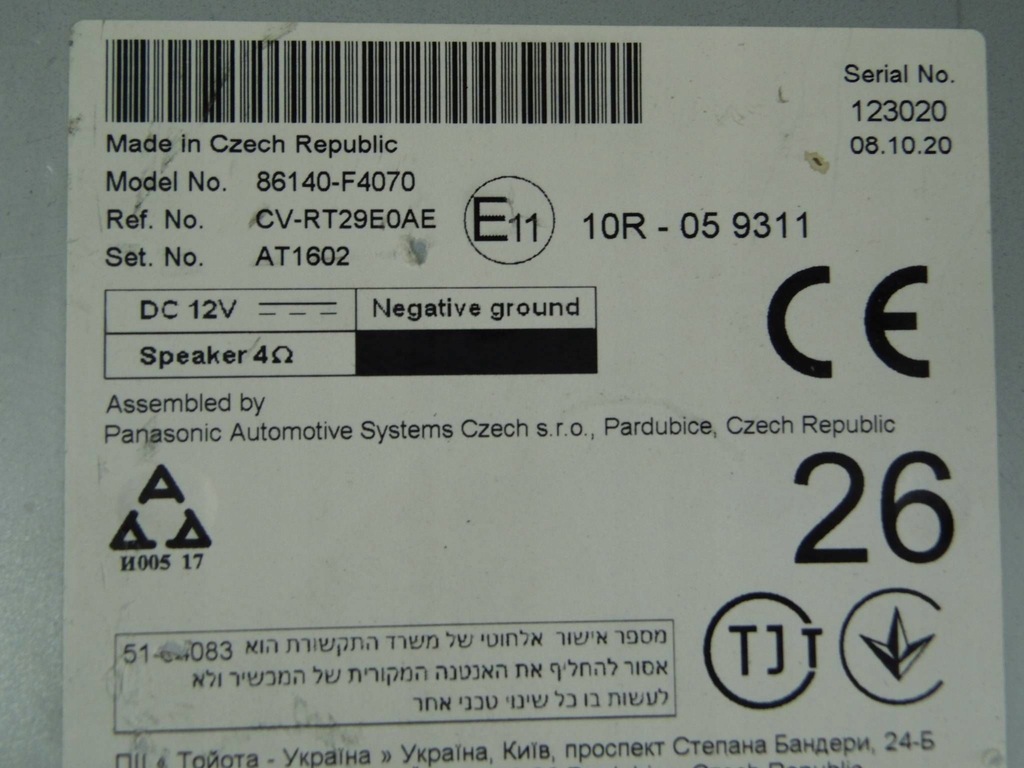 Serial No.
123020
08.10.20
Made in Czech Republic
Model No. 86140-F4070
Ref. No. CV-RT29E0AE
Set. No. AT1602
E11 10R - 05 9311
DC 12V
Negative ground
Speaker 4Ω
CE
Assembled by
Panasonic Automotive Systems Czech s.r.o., Pardubice, Czech Republic
26
И005 17
TJT
מספר אישור אלחוטי של משרד התקשורת הוא
אסור להחליף את האנטנה המקורית של המכשיר ולא
לעשות בו כל שינוי טכני אחר
ПІІ « Тойота - Україна » Україна, Київ, проспект Степана Бандери, 24-Б
Czech Republic